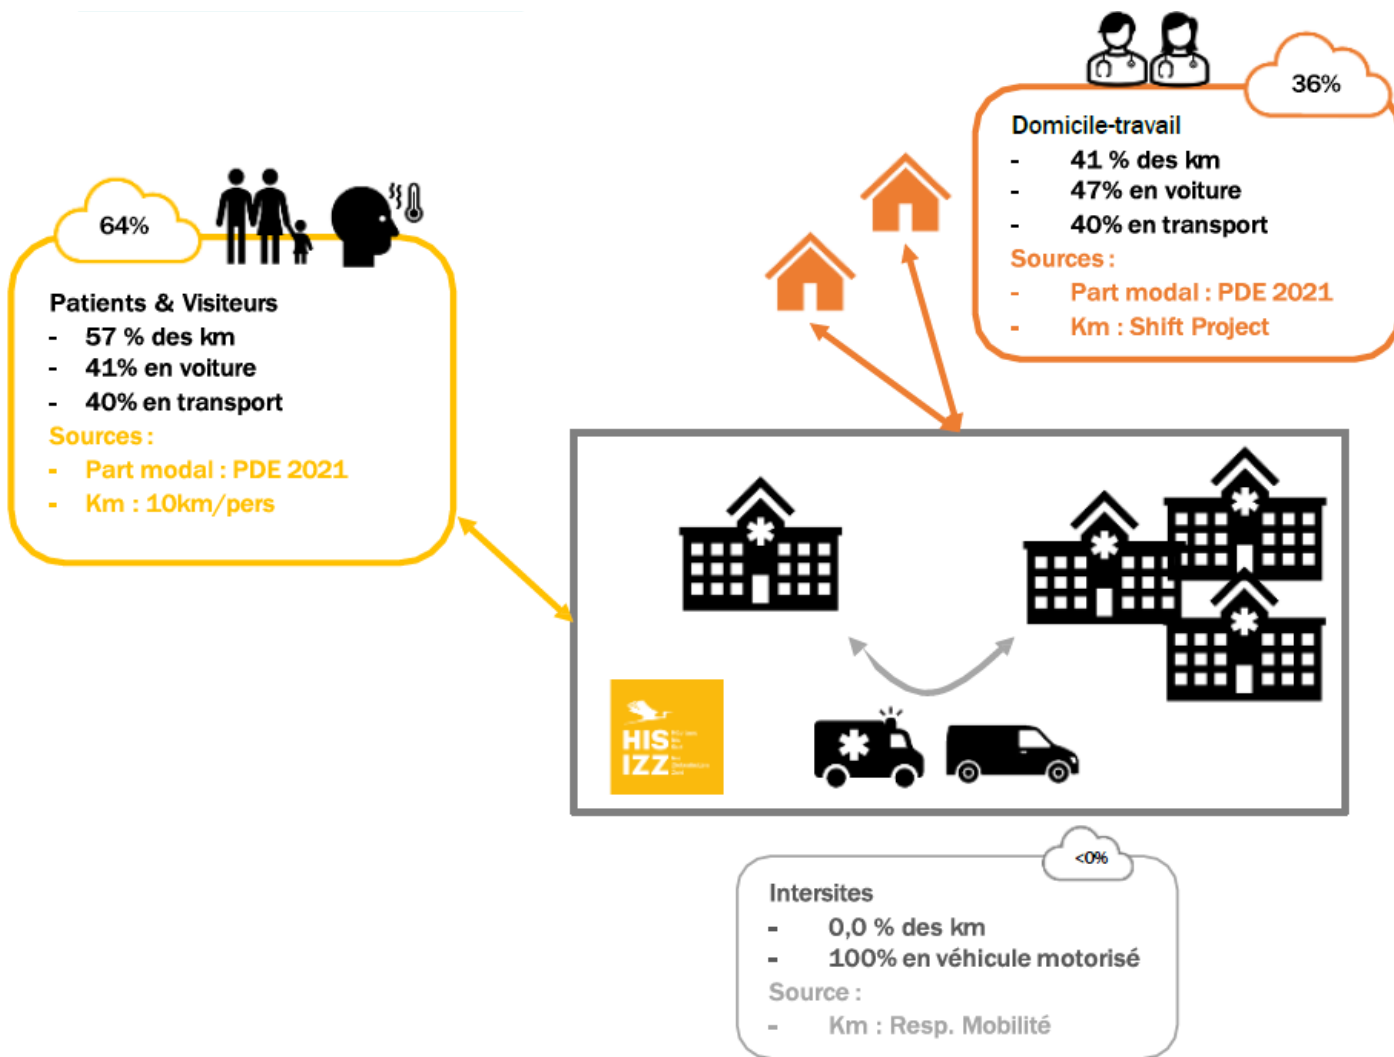 36%
Domicile-travail
- 41 % des km
- 47% en voiture
- 40% en transport
Sources :
- Part modal : PDE 2021
- Km : Shift Project
64%
Patients & Visiteurs
- 57 % des km
- 41% en voiture
- 40% en transport
Sources :
- Part modal : PDE 2021
- Km : 10km/pers
HIS
IZZ
<0%
Intersites
- 0,0 % des km
- 100% en véhicule motorisé
Source :
- Km : Resp. Mobilité